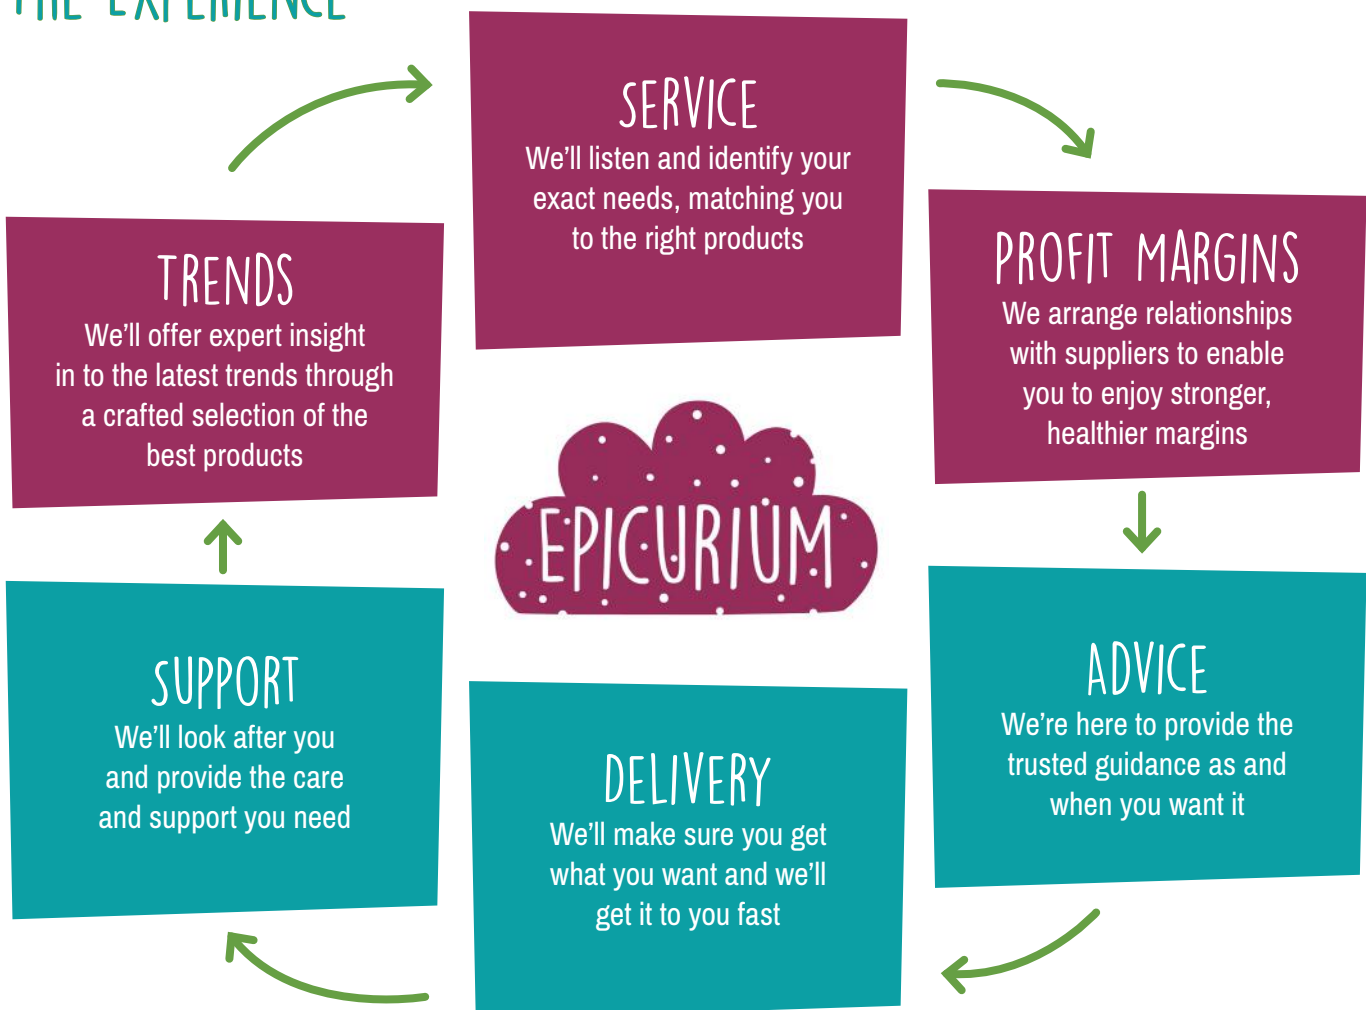 THE EXPERIENCE
SERVICE
We'll listen and identify your
exact needs, matching you
to the right products
PROFIT MARGINS
We arrange relationships
with suppliers to enable
you to enjoy stronger,
healthier margins
ADVICE
We're here to provide the
trusted guidance as and
when you want it
DELIVERY
We'll make sure you get
what you want and we'll
get it to you fast
SUPPORT
We'll look after you
and provide the care
and support you need
TRENDS
We'll offer expert insight
in to the latest trends through
a crafted selection of the
best products
EPICURIUM